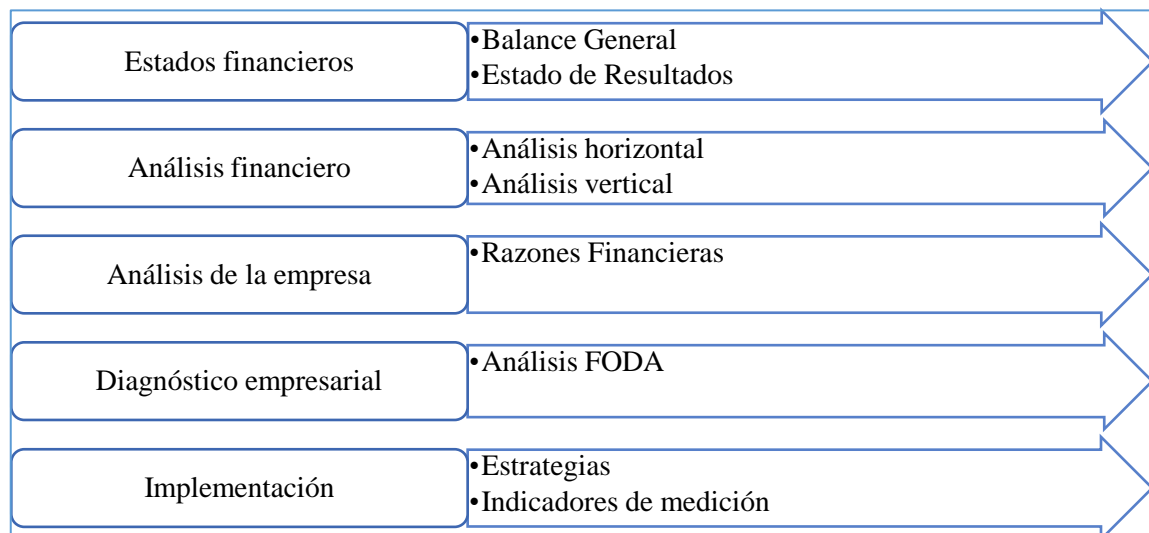 Estados financieros
•Balance General
•Estado de Resultados
Análisis financiero
•Análisis horizontal
•Análisis vertical
Análisis de la empresa
•Razones Financieras
Diagnóstico empresarial
•Análisis FODA
Implementación
•Estrategias
•Indicadores de medición